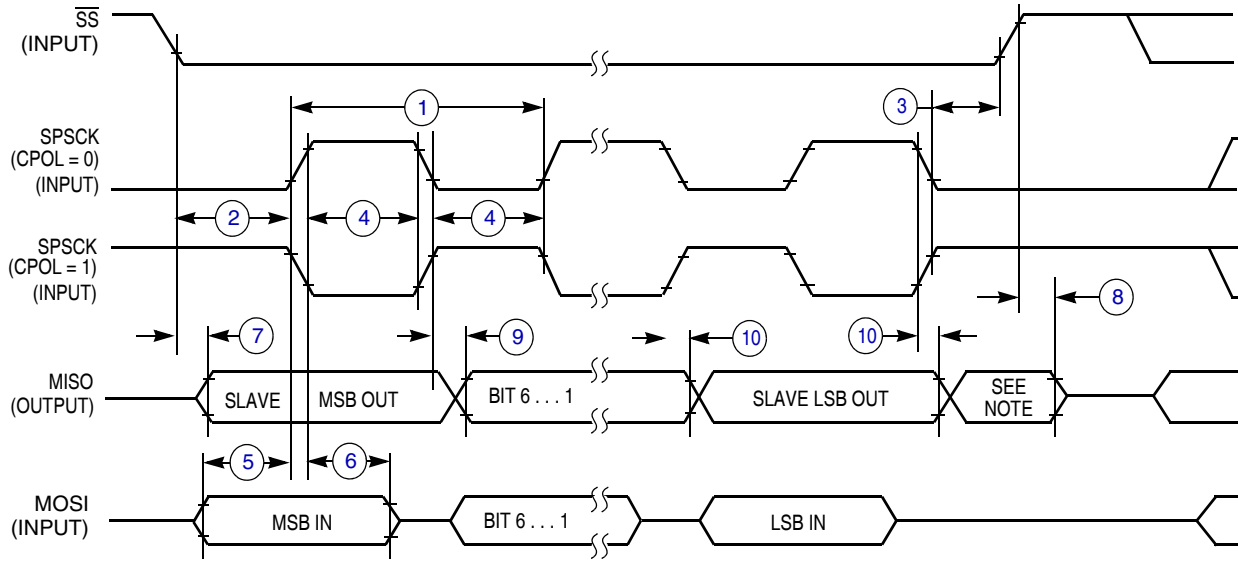 SS
(INPUT)
1
3
SPSCK
(CPOL = 0)
(INPUT)
2
4
4
SPSCK
(CPOL = 1)
(INPUT)
8
7
9
10
10
MISO
(OUTPUT)
SLAVE
MSB OUT
BIT 6 . . . 1
SLAVE LSB OUT
SEE
NOTE
5
6
MOSI
(INPUT)
MSB IN
BIT 6 . . . 1
LSB IN